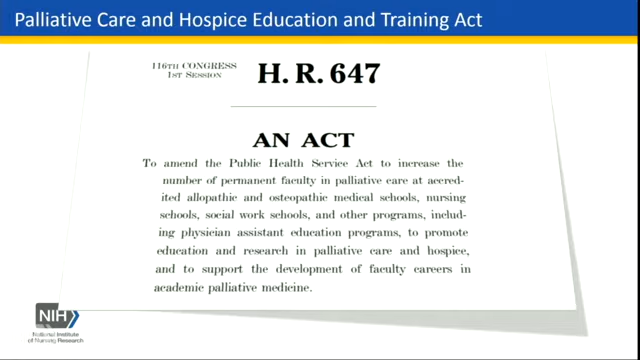 Palliative Care and Hospice Education and Training Act
116TH CONGRESS
1ST SESSION
H. R. 647
AN ACT
To amend the Public Health Service Act to increase the
number of permanent faculty in palliative care at accred-
ited allopathic and osteopathic medical schools, nursing
schools, social work schools, and other programs, includ-
ing physician assistant education programs, to promote
education and research in palliative care and hospice,
and to support the development of faculty careers in
academic palliative medicine.
NIH
National Institute
of Nursing Research